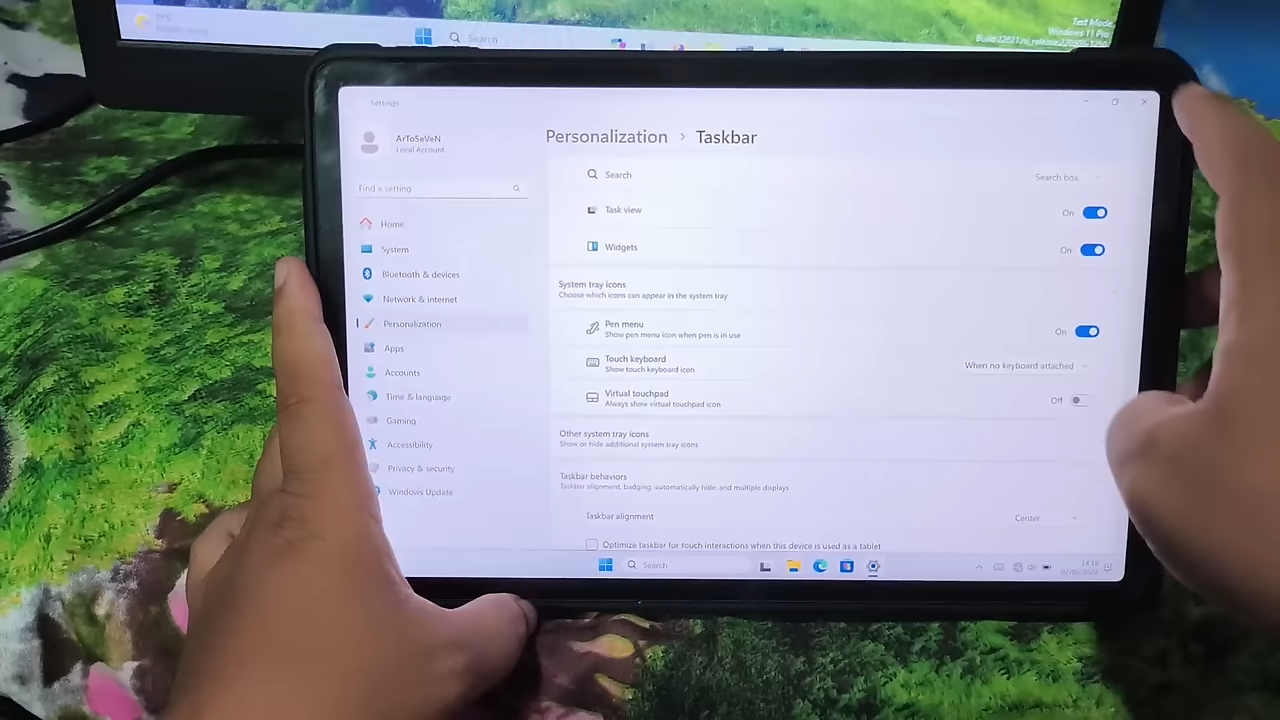 Search
Test Mode
Windows 11 Pro
Settings
ArToSeVeN
Local Account
Find a setting
Home
System
Bluetooth & devices
Network & internet
Personalization
Apps
Accounts
Time & language
Gaming
Accessibility
Privacy & security
Windows Update
Personalization > Taskbar
Search
Search box
Task view
On
Widgets
On
System tray icons
Choose which icons can appear in the system tray
Pen menu
Show pen menu icon when pen is in use
On
Touch keyboard
Show touch keyboard icon
When no keyboard attached
Virtual touchpad
Always show virtual touchpad icon
Off
Other system tray icons
Show or hide additional system tray icons
Taskbar behaviors
Taskbar alignment, badging, automatically hide, and multiple displays
Taskbar alignment
Center
Optimize taskbar for touch interactions when this device is used as a tablet
Search